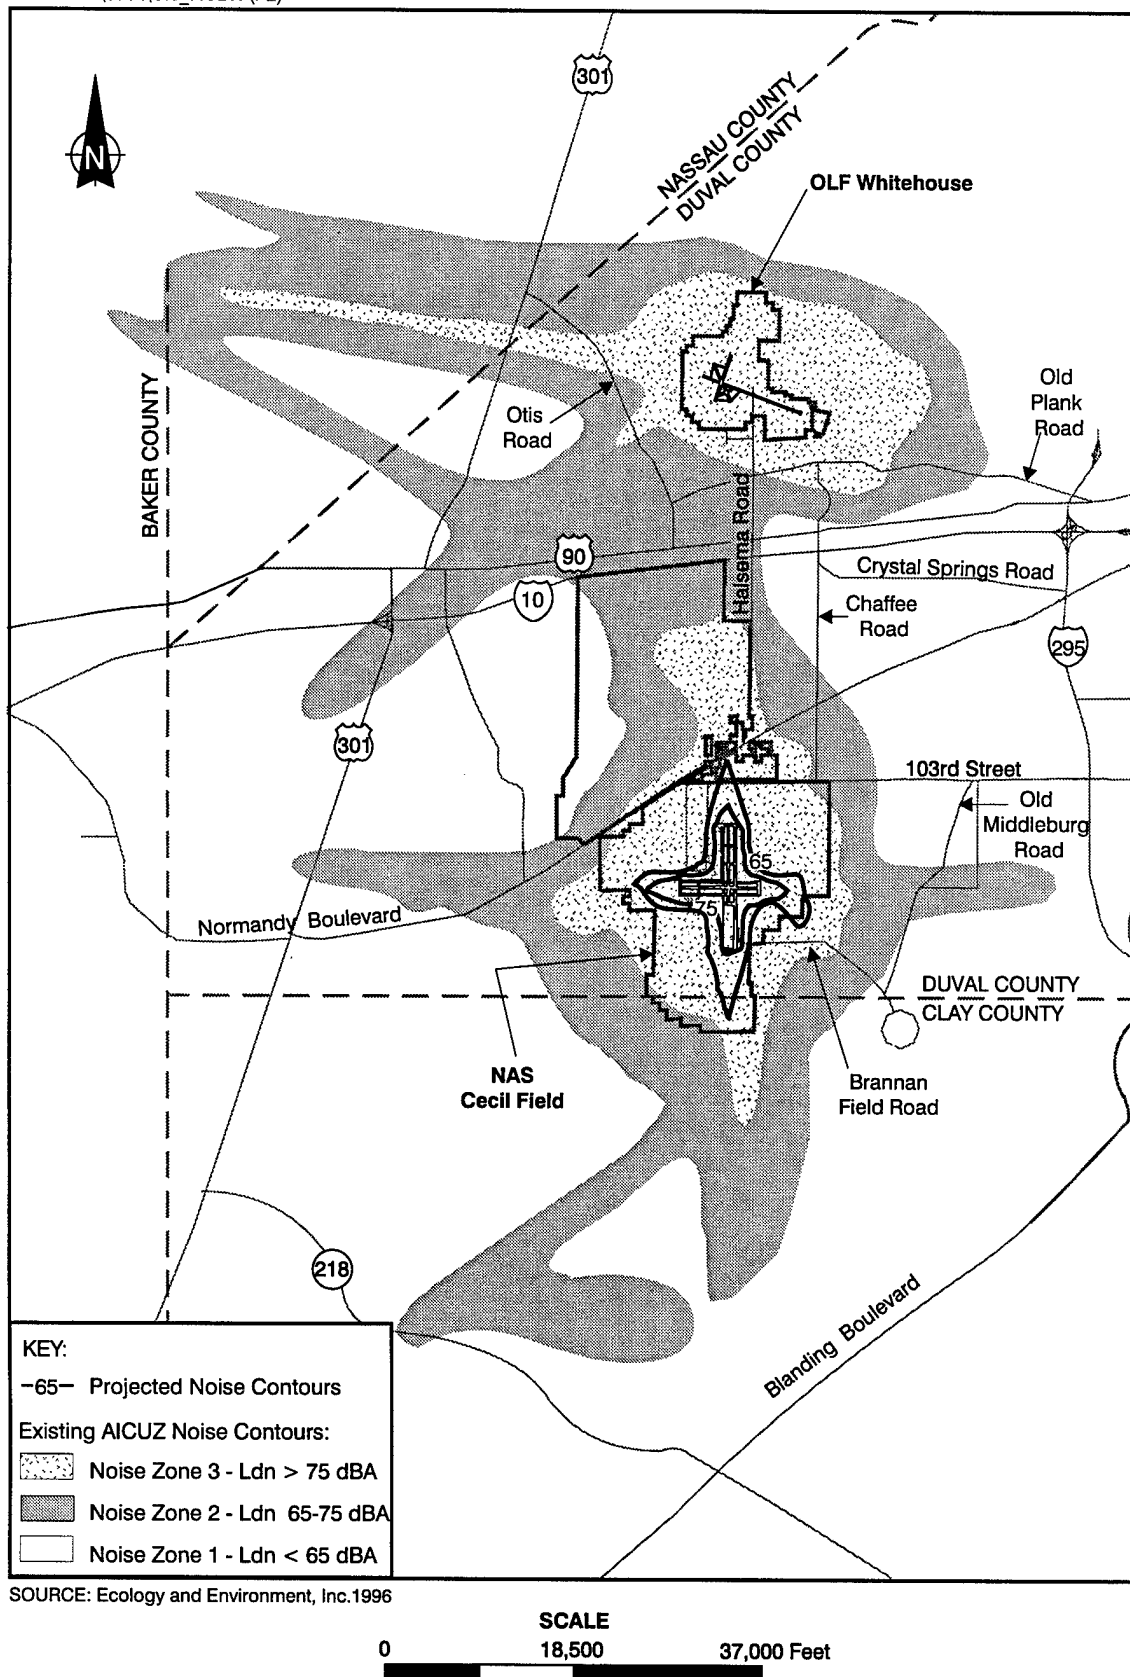 301
NASSAU COUNTY
DUVAL COUNTY
N
OLF Whitehouse
Old
Plank
Road
Otis
Road
BAKER COUNTY
Halsema Road
90
Crystal Springs Road
10
Chaffee
Road
295
301
103rd Street
Old
Middleburg
Road
65
75
Normandy Boulevard
DUVAL COUNTY
CLAY COUNTY
NAS
Cecil Field
Brannan
Field Road
218
Blanding Boulevard
KEY:
-65- Projected Noise Contours
Existing AICUZ Noise Contours:
Noise Zone 3 - Ldn > 75 dBA
Noise Zone 2 - Ldn 65-75 dBA
Noise Zone 1 - Ldn < 65 dBA
SOURCE: Ecology and Environment, Inc.1996
SCALE
0 18,500 37,000 Feet